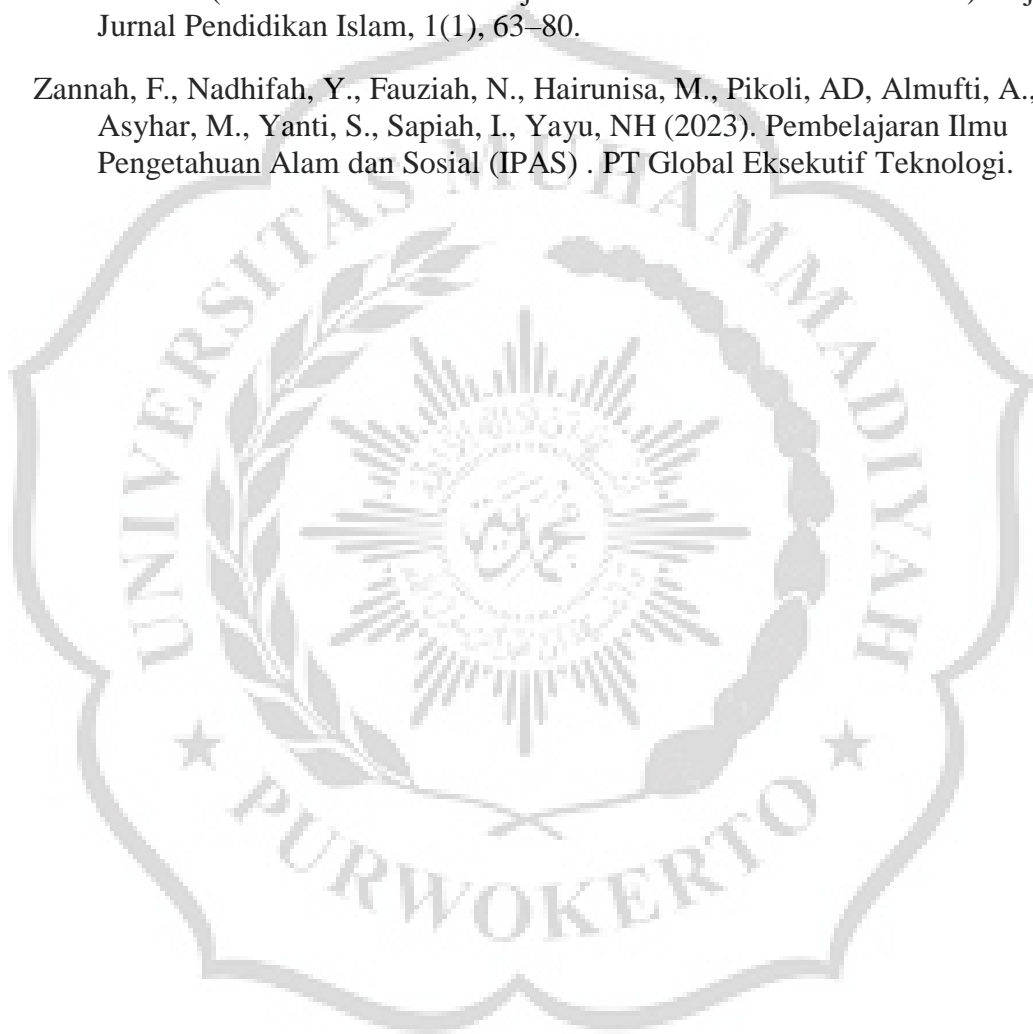 Jurnal Pendidikan Islam, 1(1), 63–80.
Zannah, F., Nadhifah, Y., Fauziah, N., Hairunisa, M., Pikoli, AD, Almufti, A.,
Asyhar, M., Yanti, S., Sapiah, I., Yayu, NH (2023). Pembelajaran Ilmu
Pengetahuan Alam dan Sosial (IPAS) . PT Global Eksekutif Teknologi.
UNIVERSITAS MUHAMMADIYAH
PURWOKERTO